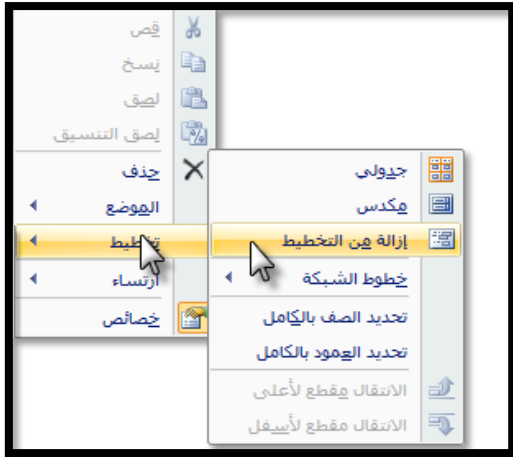 قص
نسخ
لصق
لصق التنسيق
حذف
الموضع
تخطيط
ارتساء
خصائص
جدولي
مكدس
إزالة من التخطيط
خطوط الشبكة
تحديد الصف بالكامل
تحديد العمود بالكامل
الانتقال مقطع لأعلى
الانتقال مقطع لأسفل